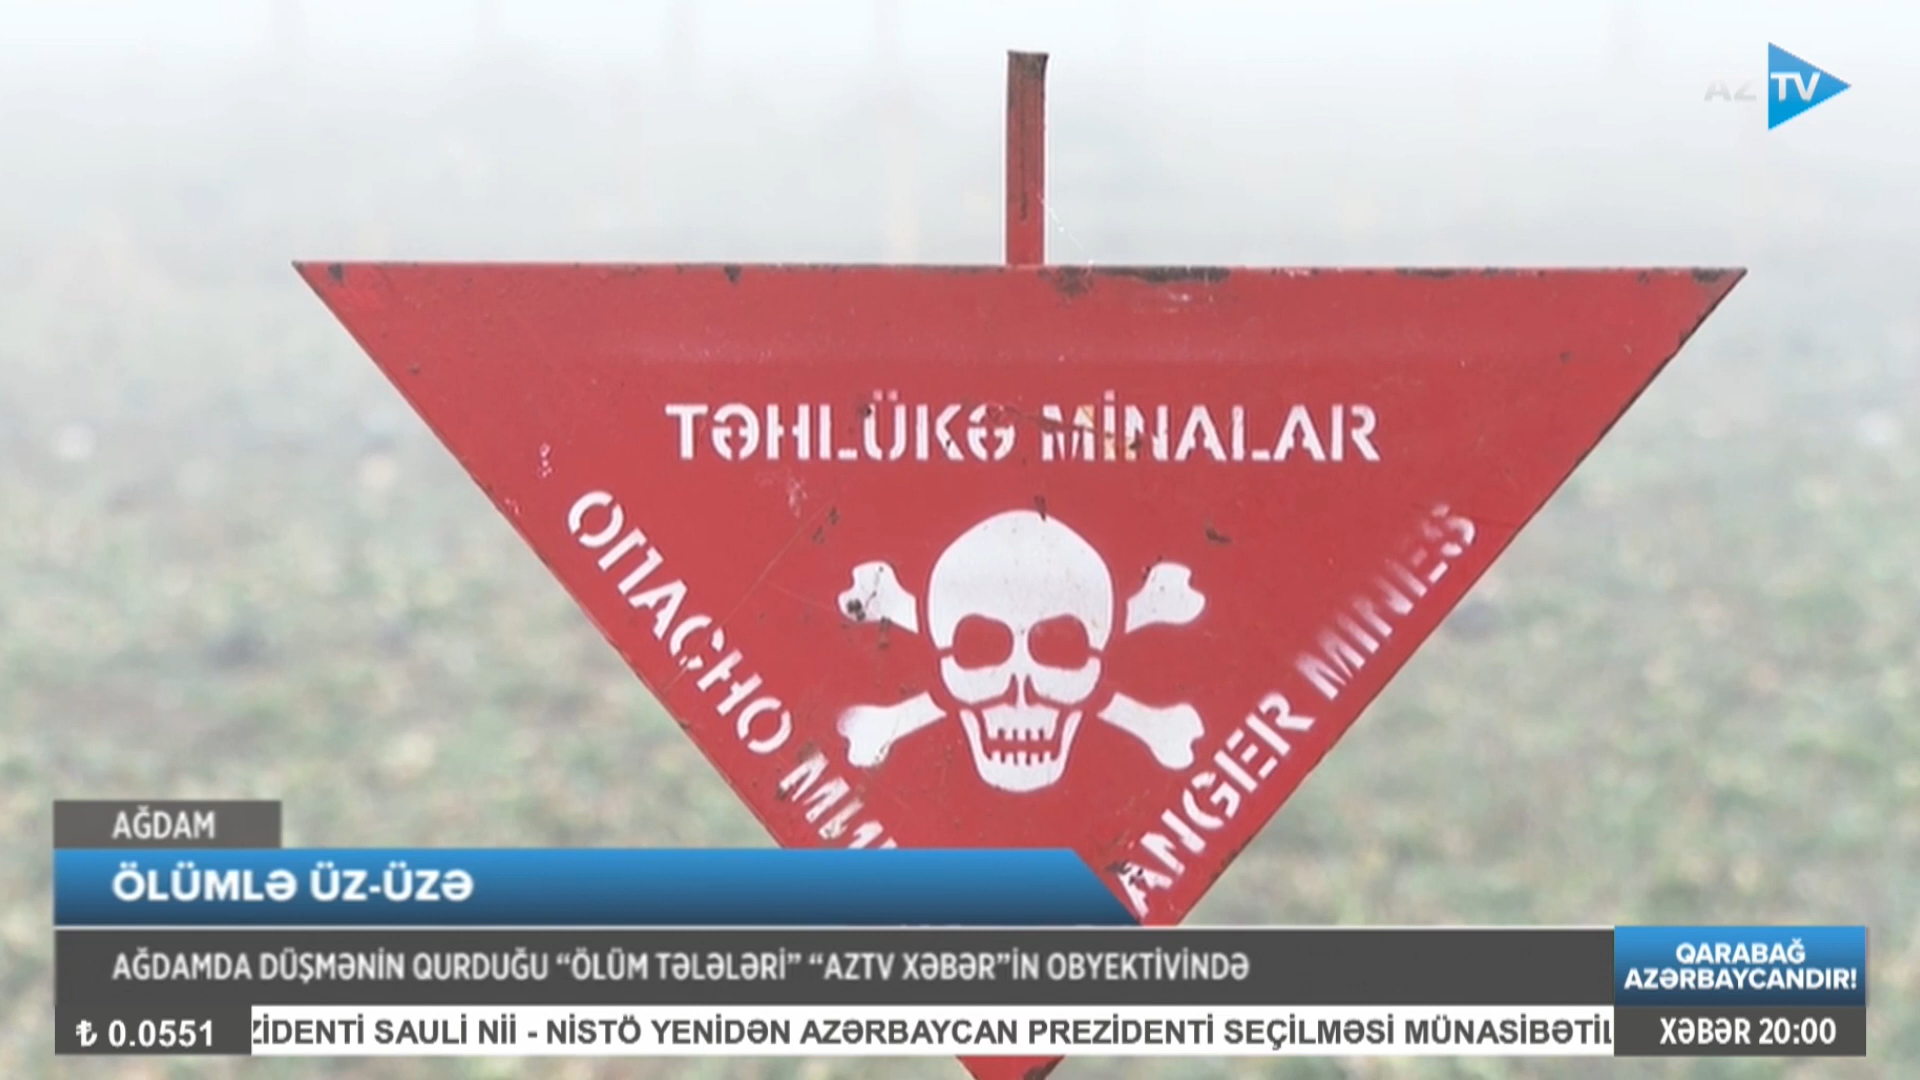 AZTV
TƏHLÜKƏ MİNALAR
ОПАСНО
ANGER MINES
AĞDAM
ÖLÜMLƏ ÜZ-ÜZƏ
AĞDAMDA DÜŞMƏNİN QURDUĞU “ÖLÜM TƏLƏLƏRİ” “AZTV XƏBƏR”İN OBYEKTİVİNDƏ
QARABAĞ
AZƏRBAYCANDIR!
₺ 0.0551
ZİDENTİ SAULİ Nİİ - NİSTÖ YENİDƏN AZƏRBAYCAN PREZİDENTİ SEÇİLMƏSİ MÜNASİBƏTİL
XƏBƏR 20:00